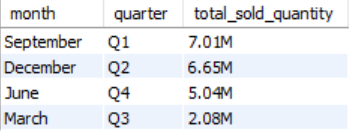 month quarter total_sold_quantity
September Q1 7.01M
December Q2 6.65M
June Q4 5.04M
March Q3 2.08M